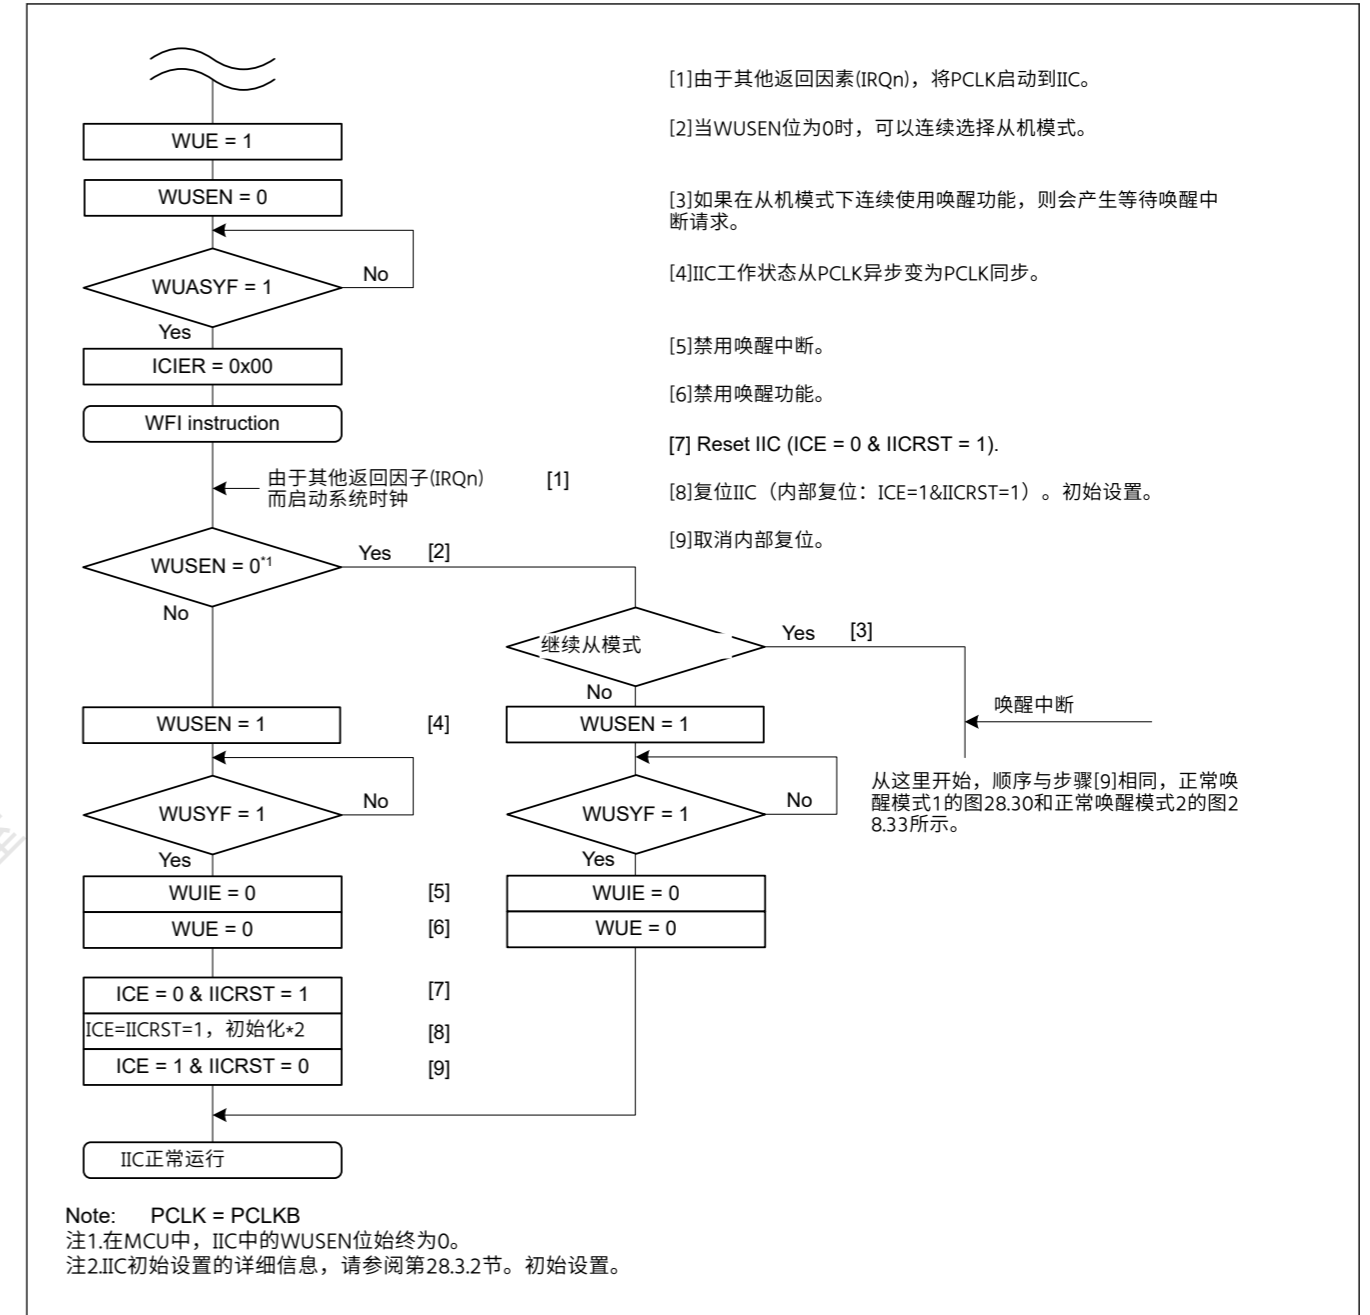 WUE = 1
WUSEN = 0
WUASYF = 1
No
Yes
ICIER = 0x00
WFI instruction
由于其他返回因子(IRQn)
而启动系统时钟
[1]
WUSEN = 0*1
Yes
[2]
No
继续从模式
Yes
[3]
No
唤醒中断
WUSEN = 1
[4]
WUSEN = 1
从这里开始，顺序与步骤[9]相同，正常唤
醒模式1的图28.30和正常唤醒模式2的图2
8.33所示。
WUSYF = 1
No
Yes
WUSYF = 1
No
Yes
WUIE = 0
[5]
WUIE = 0
WUE = 0
[6]
WUE = 0
ICE = 0 & IICRST = 1
[7]
ICE=IICRST=1，初始化*2
[8]
ICE = 1 & IICRST = 0
[9]
IIC正常运行
[1]由于其他返回因素(IRQn)，将PCLK启动到IIC。
[2]当WUSEN位为0时，可以连续选择从机模式。
[3]如果在从机模式下连续使用唤醒功能，则会产生等待唤醒中
断请求。
[4]IIC工作状态从PCLK异步变为PCLK同步。
[5]禁用唤醒中断。
[6]禁用唤醒功能。
[7] Reset IIC (ICE = 0 & IICRST = 1).
[8]复位IIC（内部复位：ICE=1&IICRST=1）。初始设置。
[9]取消内部复位。
Note: PCLK = PCLKB
注1.在MCU中，IIC中的WUSEN位始终为0。
注2.IIC初始设置的详细信息，请参阅第28.3.2节。初始设置。